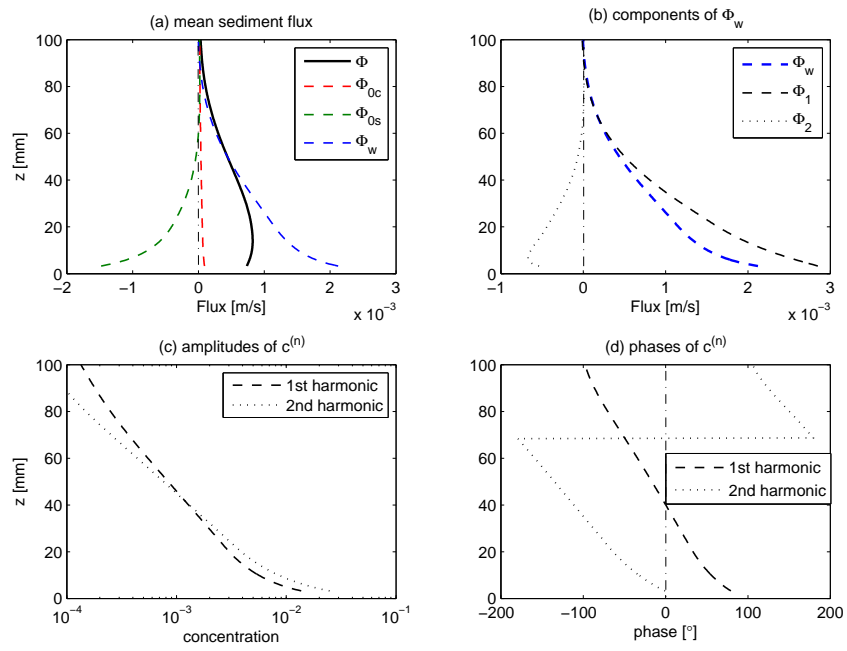 (a) mean sediment flux
100
80
60
40
20
0
z [mm]
−2 −1 0 1 2 3
Flux [m/s]
x 10⁻³
Φ
Φ0c
Φ0s
Φw
(b) components of Φw
100
80
60
40
20
0
−1 0 1 2 3
Flux [m/s]
x 10⁻³
Φw
Φ1
Φ2
(c) amplitudes of c⁽ⁿ⁾
100
80
60
40
20
0
z [mm]
10⁻⁴ 10⁻³ 10⁻² 10⁻¹
concentration
1st harmonic
2nd harmonic
(d) phases of c⁽ⁿ⁾
100
80
60
40
20
0
−200 −100 0 100 200
phase [°]
1st harmonic
2nd harmonic